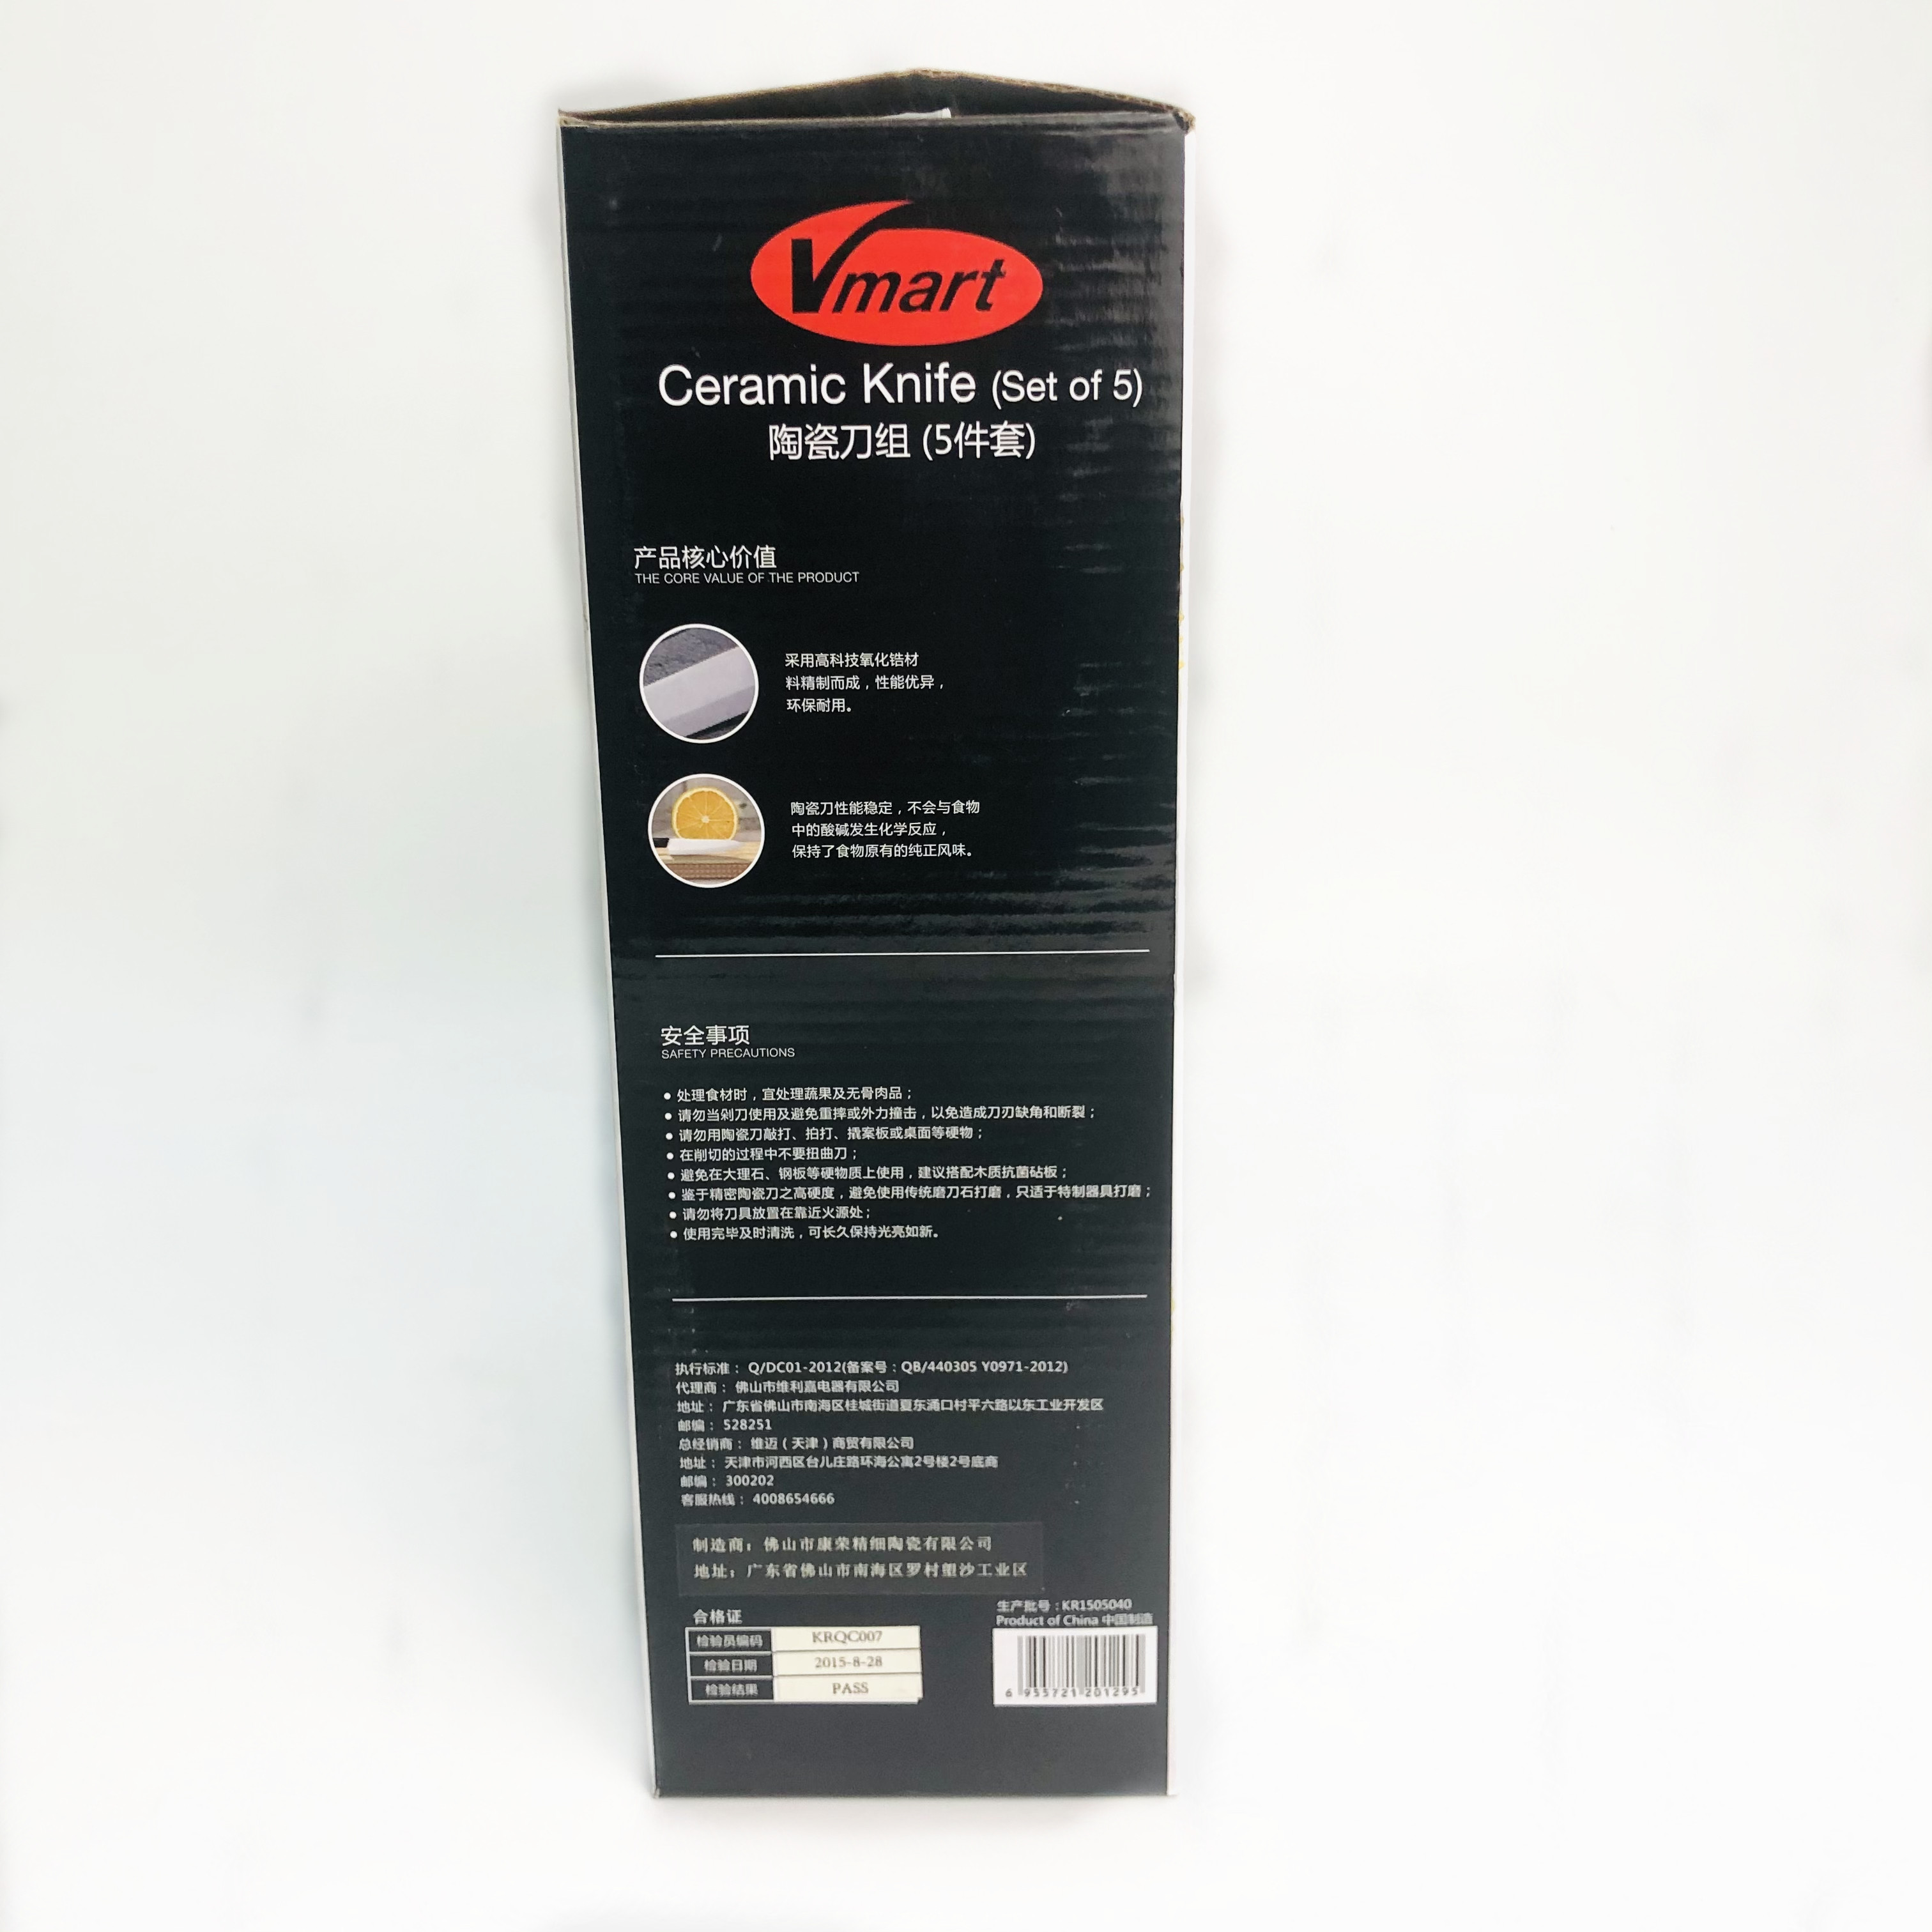 Vmart
Ceramic Knife (Set of 5)
陶瓷刀组 (5件套)
产品核心价值
THE CORE VALUE OF THE PRODUCT
采用高科技氧化锆材
料精制而成，性能优异，
环保耐用。
陶瓷刀性能稳定，不会与食物
中的酸碱发生化学反应，
保持了食物原有的纯正风味。
安全事项
SAFETY PRECAUTIONS
● 处理食材时，宜处理蔬果及无骨肉品；
● 请勿当剁刀使用及避免重摔或外力撞击，以免造成刀刃缺角和断裂；
● 请勿用陶瓷刀敲打、拍打、撬案板或桌面等硬物；
● 在削切的过程中不要扭曲刀；
● 避免在大理石、钢板等硬物质上使用，建议搭配木质抗菌砧板；
● 鉴于精密陶瓷刀之高硬度，避免使用传统磨刀石打磨，只适于特制器具打磨；
● 请勿将刀具放置在靠近火源处；
● 使用完毕及时清洗，可长久保持光亮如新。
执行标准： Q/DC01-2012(备案号：QB/440305 Y0971-2012)
代理商： 佛山市维利嘉电器有限公司
地址： 广东省佛山市南海区桂城街道夏东涌口村平六路以东工业开发区
邮编： 528251
总经销商： 维迈（天津）商贸有限公司
地址： 天津市河西区台儿庄路环海公寓2号楼2号底商
邮编： 300202
客服热线： 4008654666
制造商：佛山市康荣精细陶瓷有限公司
地址：广东省佛山市南海区罗村望沙工业区
合格证
检验员编码 KRQC007
检验日期 2015-8-28
检验结果 PASS
生产批号：KR1505040
Product of China 中国制造
6 955721 201295